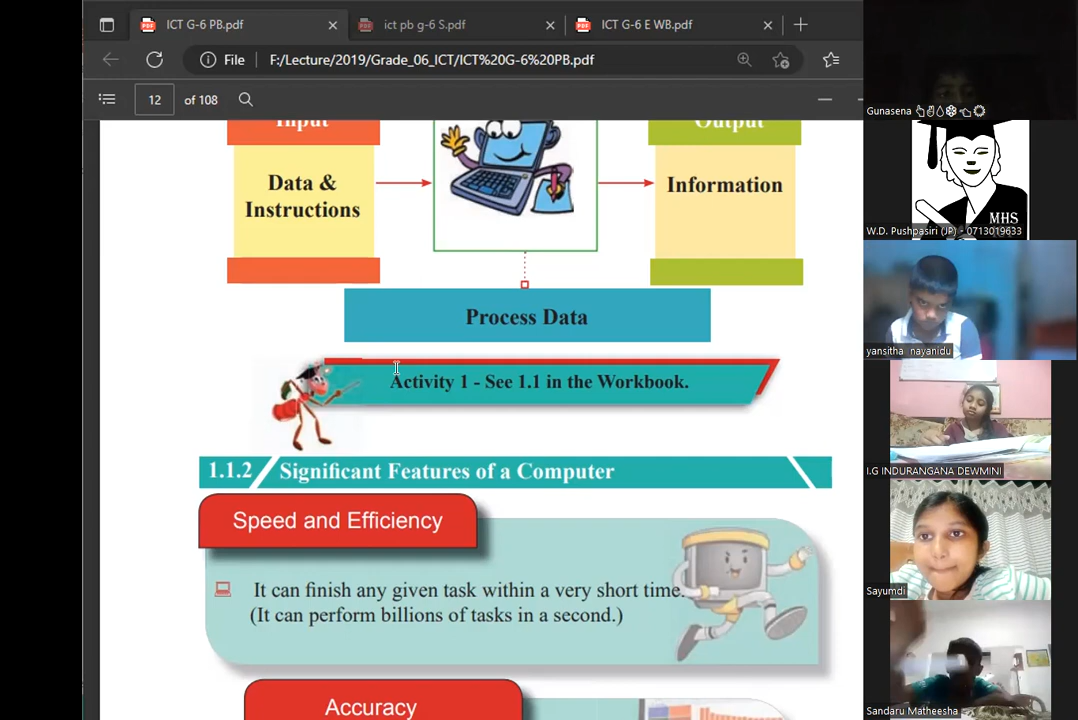 ICT G-6 PB.pdf
ict pb g-6 S.pdf
ICT G-6 E WB.pdf
File
F:/Lecture/2019/Grade_06_ICT/ICT%20G-6%20PB.pdf
12 of 108
Input
Output
Data &
Instructions
Information
Process Data
Activity 1 - See 1.1 in the Workbook.
1.1.2 Significant Features of a Computer
Speed and Efficiency
It can finish any given task within a very short time.
(It can perform billions of tasks in a second.)
Accuracy
Gunasena
MHS
W.D. Pushpasiri (JP) - 0713019633
yansitha nayanidu
I.G INDURANGANA DEWMINI
Sayumdi
Sandaru Matheesha